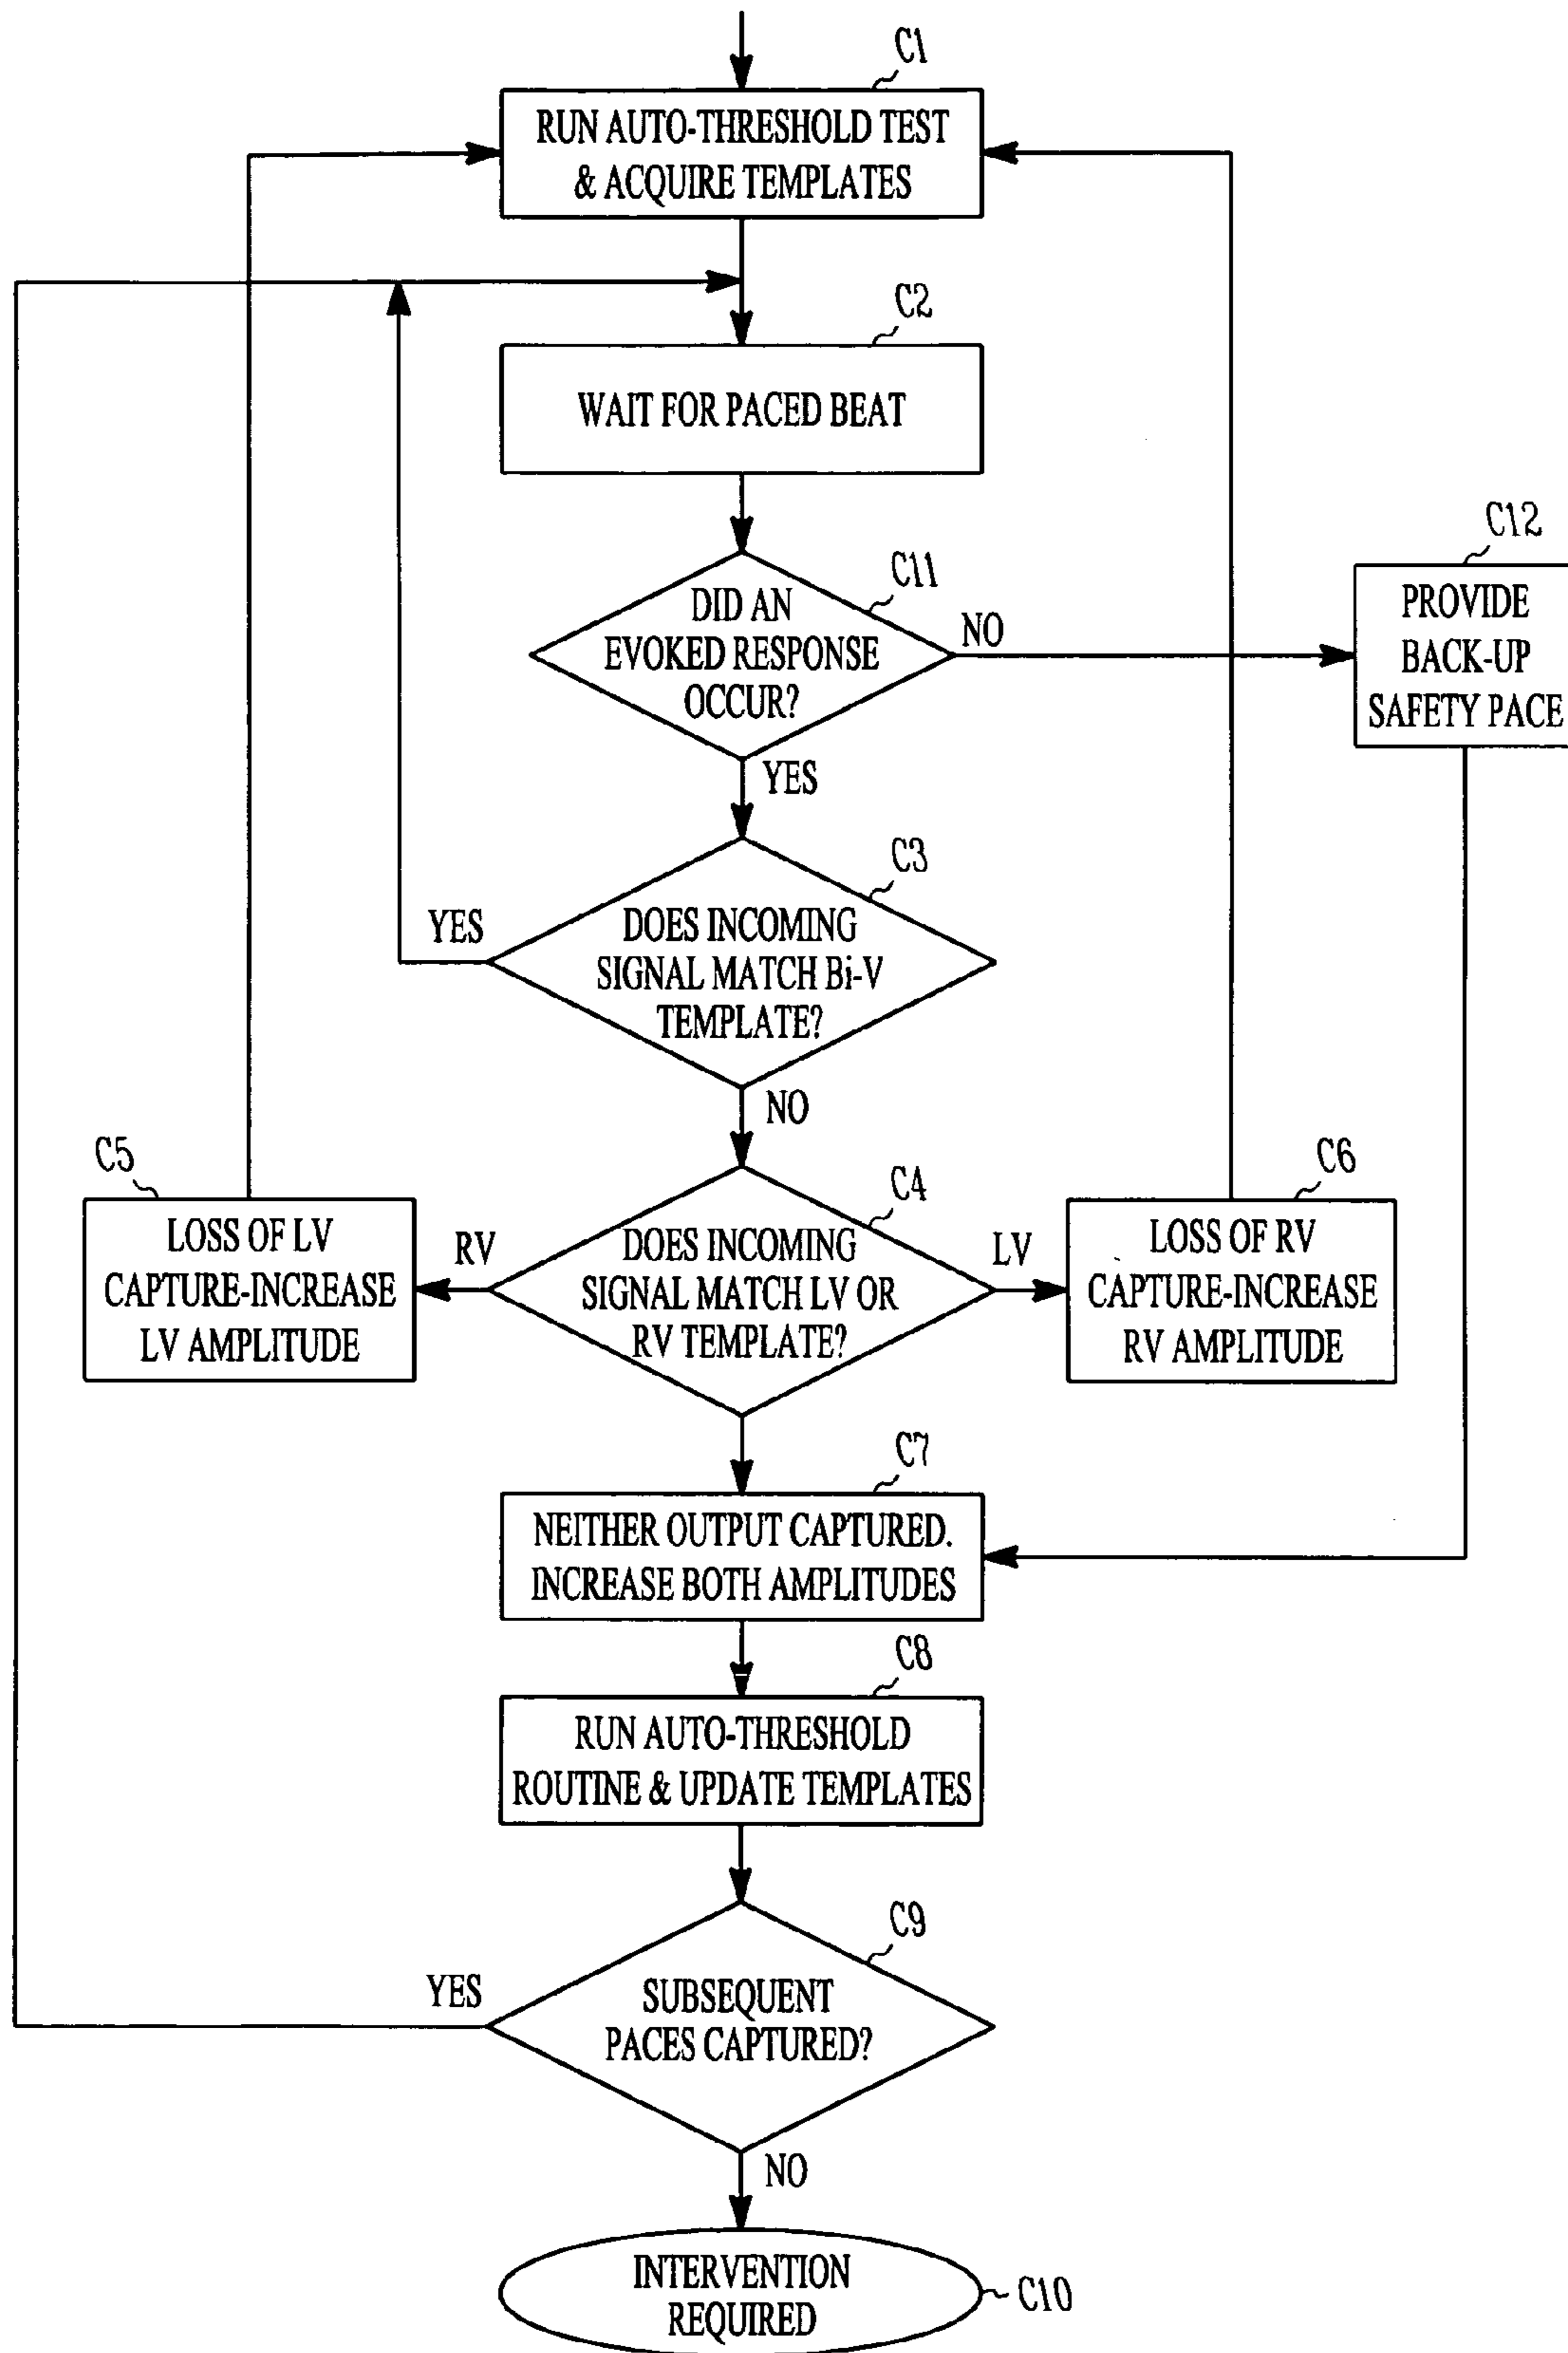 C1
RUN AUTO-THRESHOLD TEST
& ACQUIRE TEMPLATES
C2
WAIT FOR PACED BEAT
C11
DID AN
EVOKED RESPONSE
OCCUR?
NO
C12
PROVIDE
BACK-UP
SAFETY PACE
YES
C3
DOES INCOMING
SIGNAL MATCH Bi-V
TEMPLATE?
YES
NO
C4
DOES INCOMING
SIGNAL MATCH LV OR
RV TEMPLATE?
RV
LV
C5
LOSS OF LV
CAPTURE-INCREASE
LV AMPLITUDE
C6
LOSS OF RV
CAPTURE-INCREASE
RV AMPLITUDE
C7
NEITHER OUTPUT CAPTURED.
INCREASE BOTH AMPLITUDES
C8
RUN AUTO-THRESHOLD
ROUTINE & UPDATE TEMPLATES
C9
SUBSEQUENT
PACES CAPTURED?
YES
NO
INTERVENTION
REQUIRED
C10